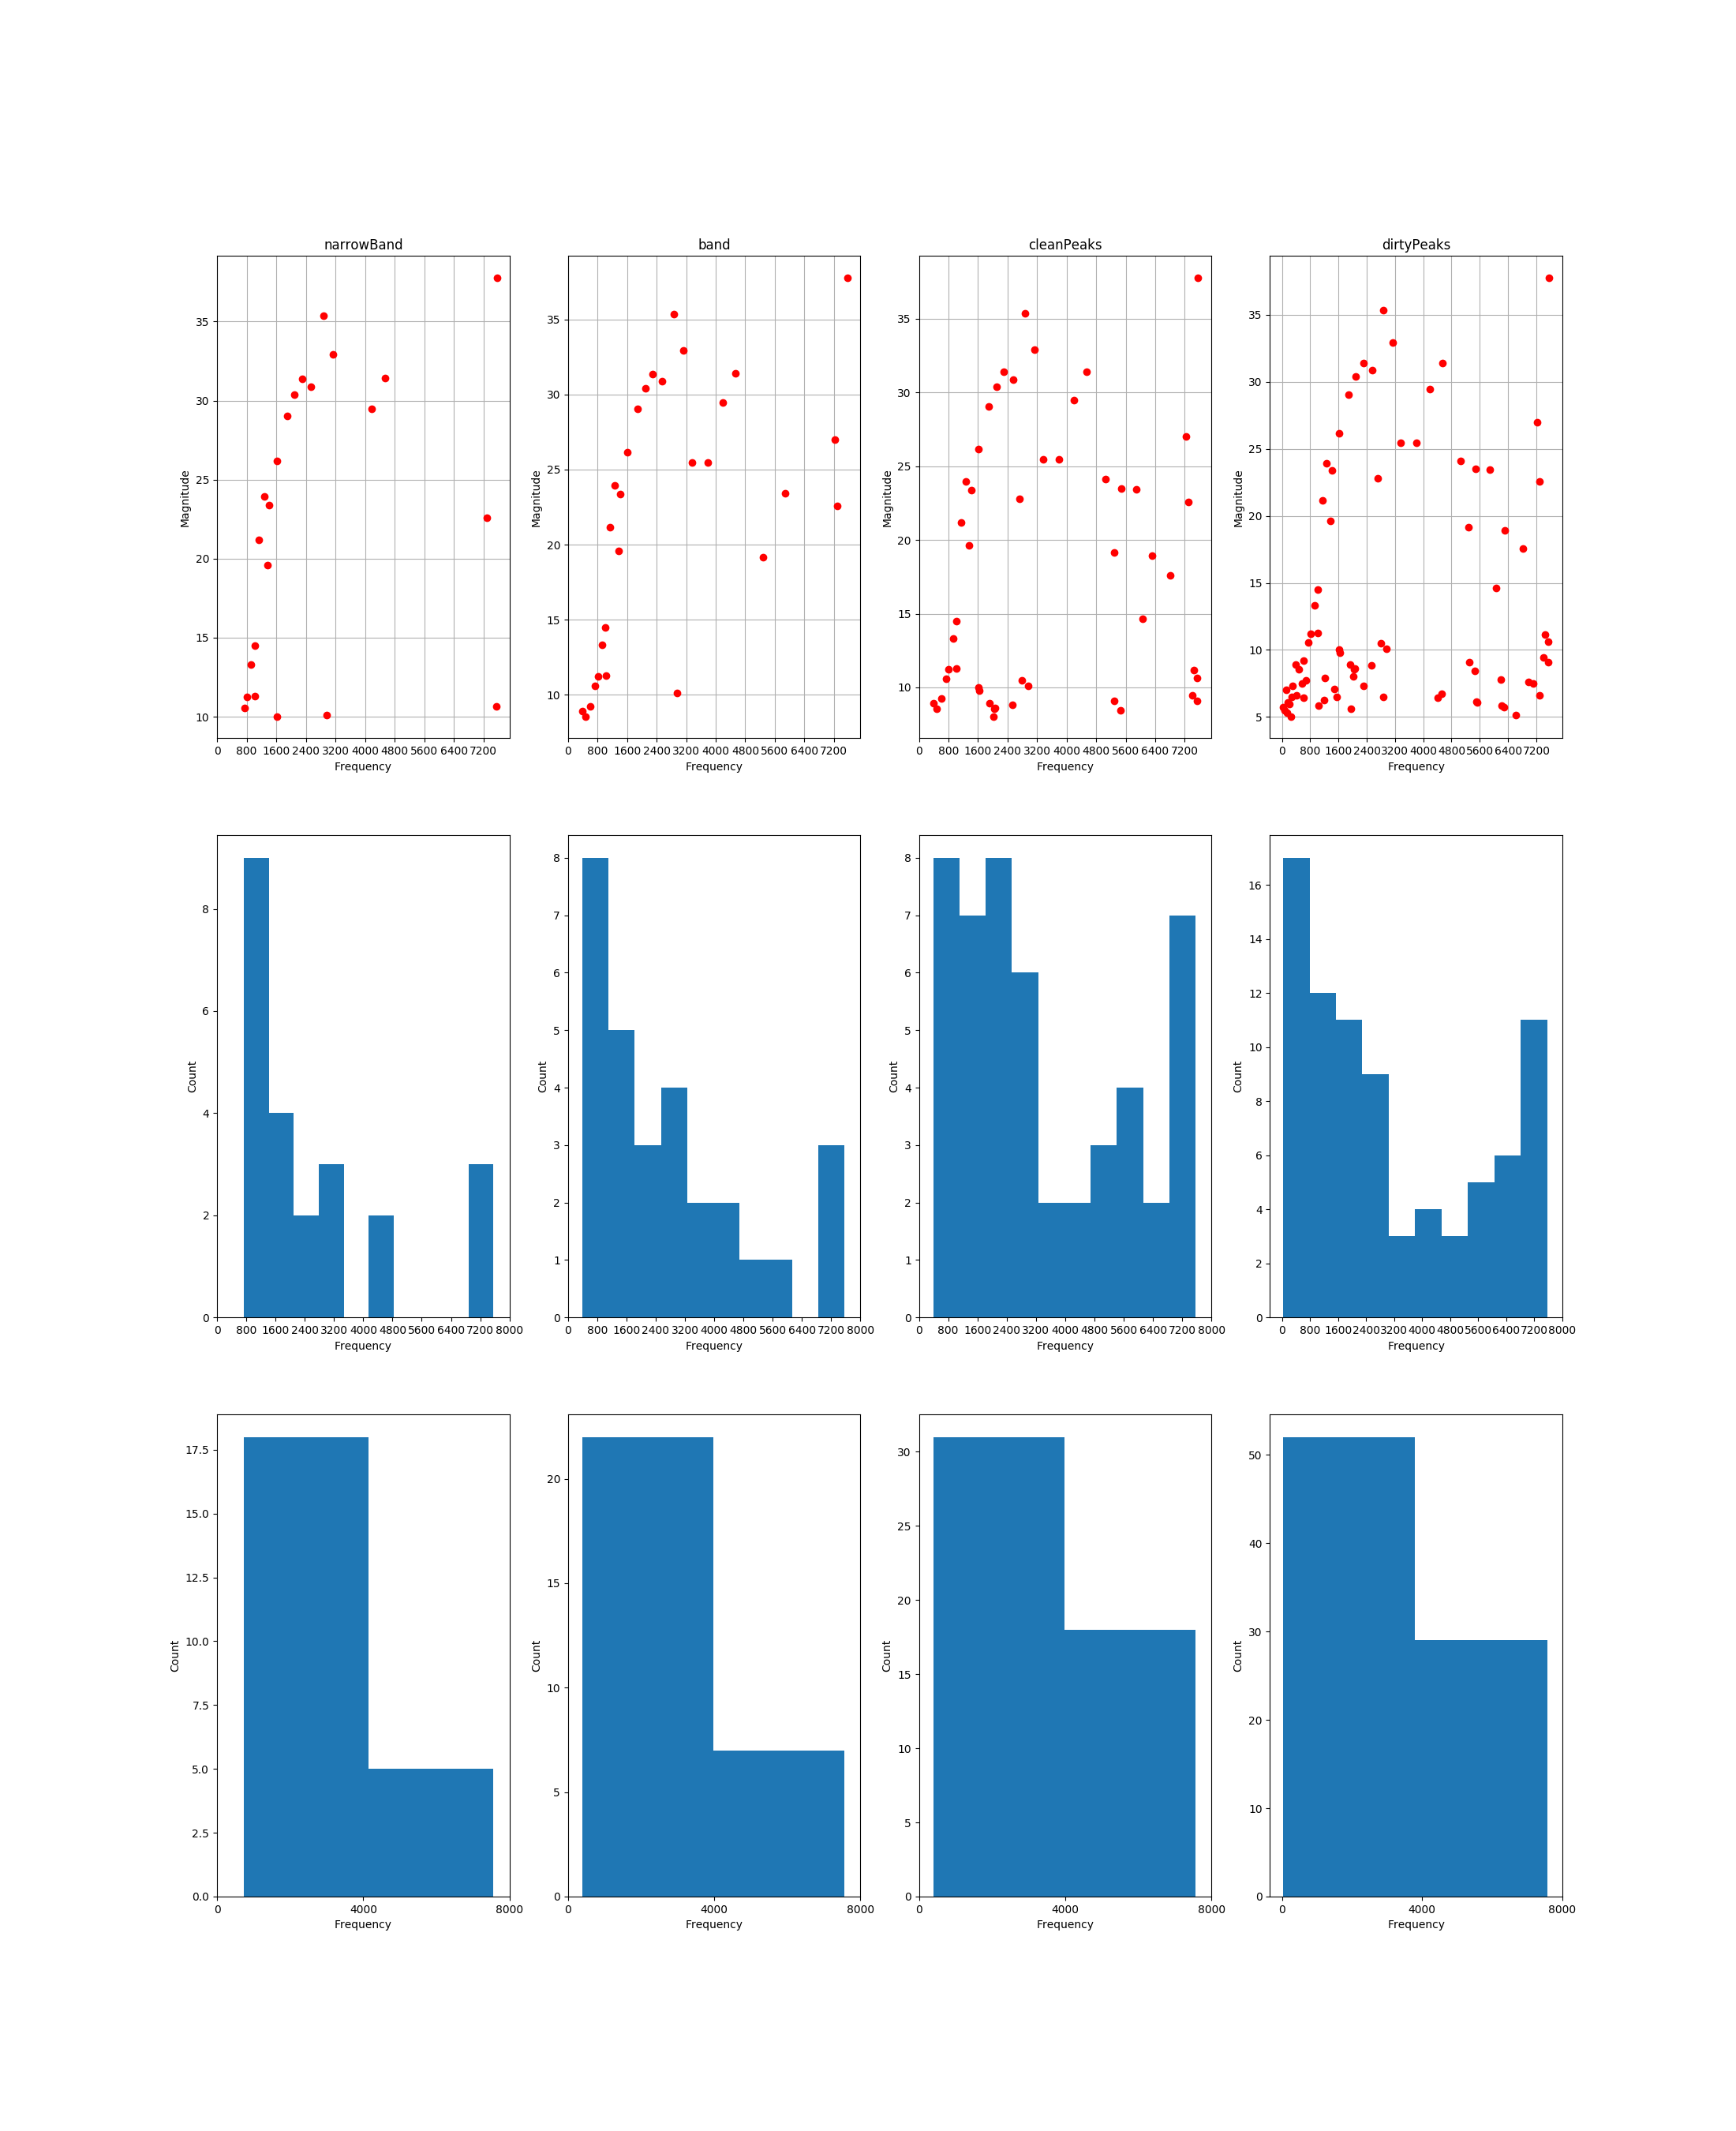 narrowBand band cleanPeaks dirtyPeaks
35 35 35 35
30 30 30 30
25 25 25 25
20 20 20 20
15 15 15 15
10 10 10 10
5
Magnitude Magnitude Magnitude Magnitude
0 800 1600 2400 3200 4000 4800 5600 6400 7200 0 800 1600 2400 3200 4000 4800 5600 6400 7200 0 800 1600 2400 3200 4000 4800 5600 6400 7200 0 800 1600 2400 3200 4000 4800 5600 6400 7200
Frequency Frequency Frequency Frequency
8 6 4 2 0
Count
0 800 1600 2400 3200 4000 4800 5600 6400 7200 8000
Frequency
8 7 6 5 4 3 2 1 0
Count
0 800 1600 2400 3200 4000 4800 5600 6400 7200 8000
Frequency
8 7 6 5 4 3 2 1 0
Count
0 800 1600 2400 3200 4000 4800 5600 6400 7200 8000
Frequency
16 14 12 10 8 6 4 2 0
Count
0 800 1600 2400 3200 4000 4800 5600 6400 7200 8000
Frequency
17.5 15.0 12.5 10.0 7.5 5.0 2.5 0.0
Count
0 4000 8000
Frequency
20 15 10 5 0
Count
0 4000 8000
Frequency
30 25 20 15 10 5 0
Count
0 4000 8000
Frequency
50 40 30 20 10 0
Count
0 4000 8000
Frequency